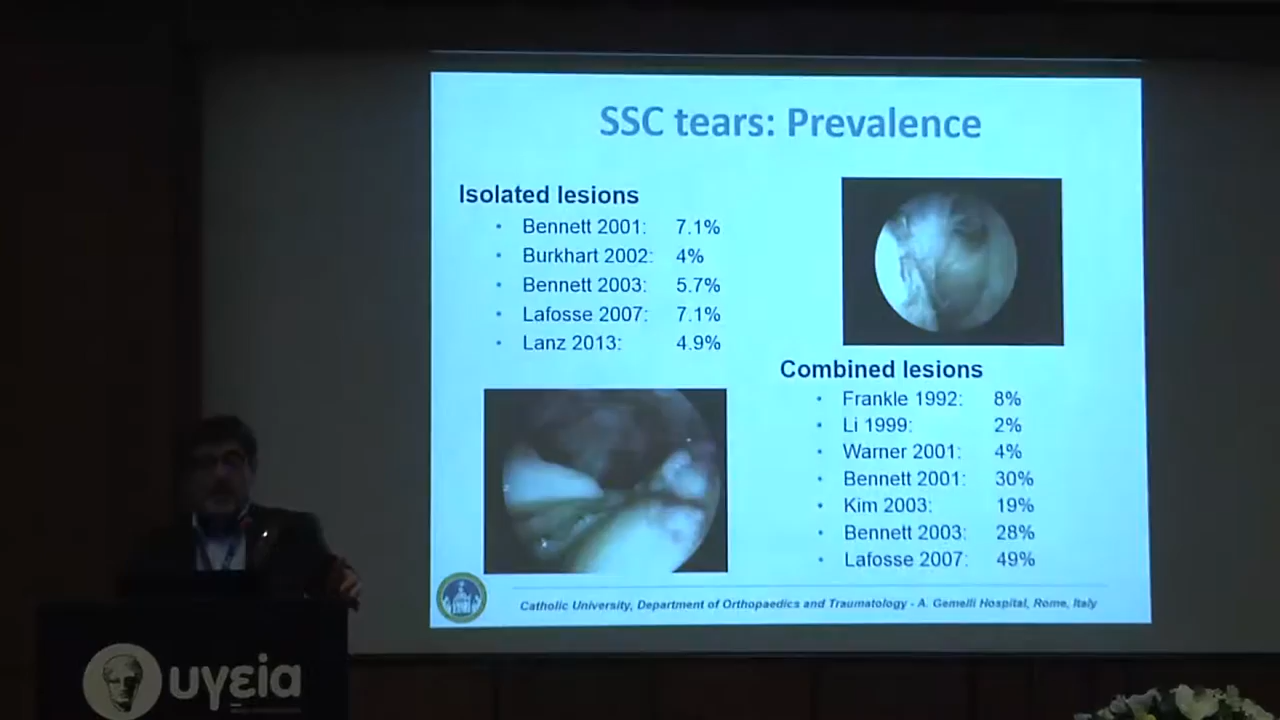 SSC tears: Prevalence
Isolated lesions
• Bennett 2001: 7.1%
• Burkhart 2002: 4%
• Bennett 2003: 5.7%
• Lafosse 2007: 7.1%
• Lanz 2013: 4.9%
Combined lesions
• Frankle 1992: 8%
• Li 1999: 2%
• Warner 2001: 4%
• Bennett 2001: 30%
• Kim 2003: 19%
• Bennett 2003: 28%
• Lafosse 2007: 49%
Catholic University, Department of Orthopaedics and Traumatology - A. Gemelli Hospital, Rome, Italy
υγεία